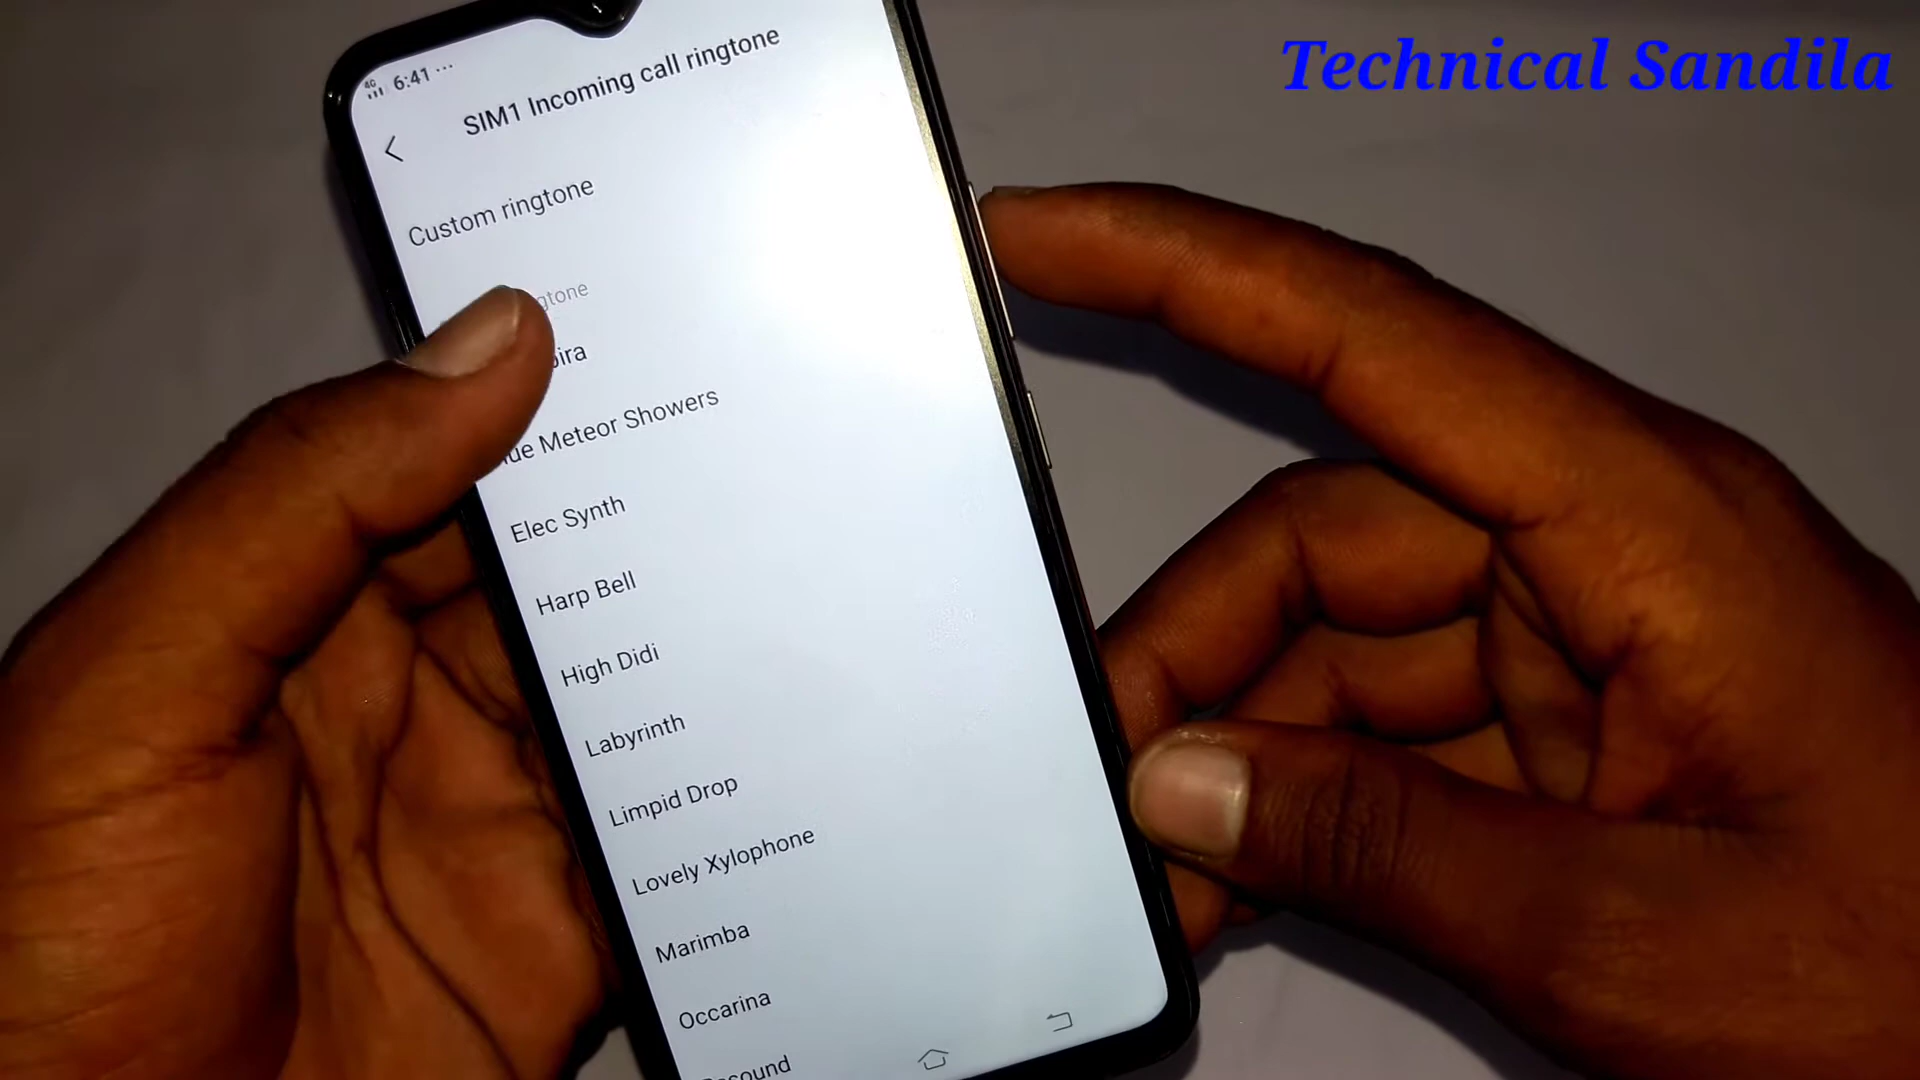 Technical Sandila
4G 6:41 ...
SIM1 Incoming call ringtone
Custom ringtone
Meteor Showers
Elec Synth
Harp Bell
High Didi
Labyrinth
Limpid Drop
Lovely Xylophone
Marimba
Occarina